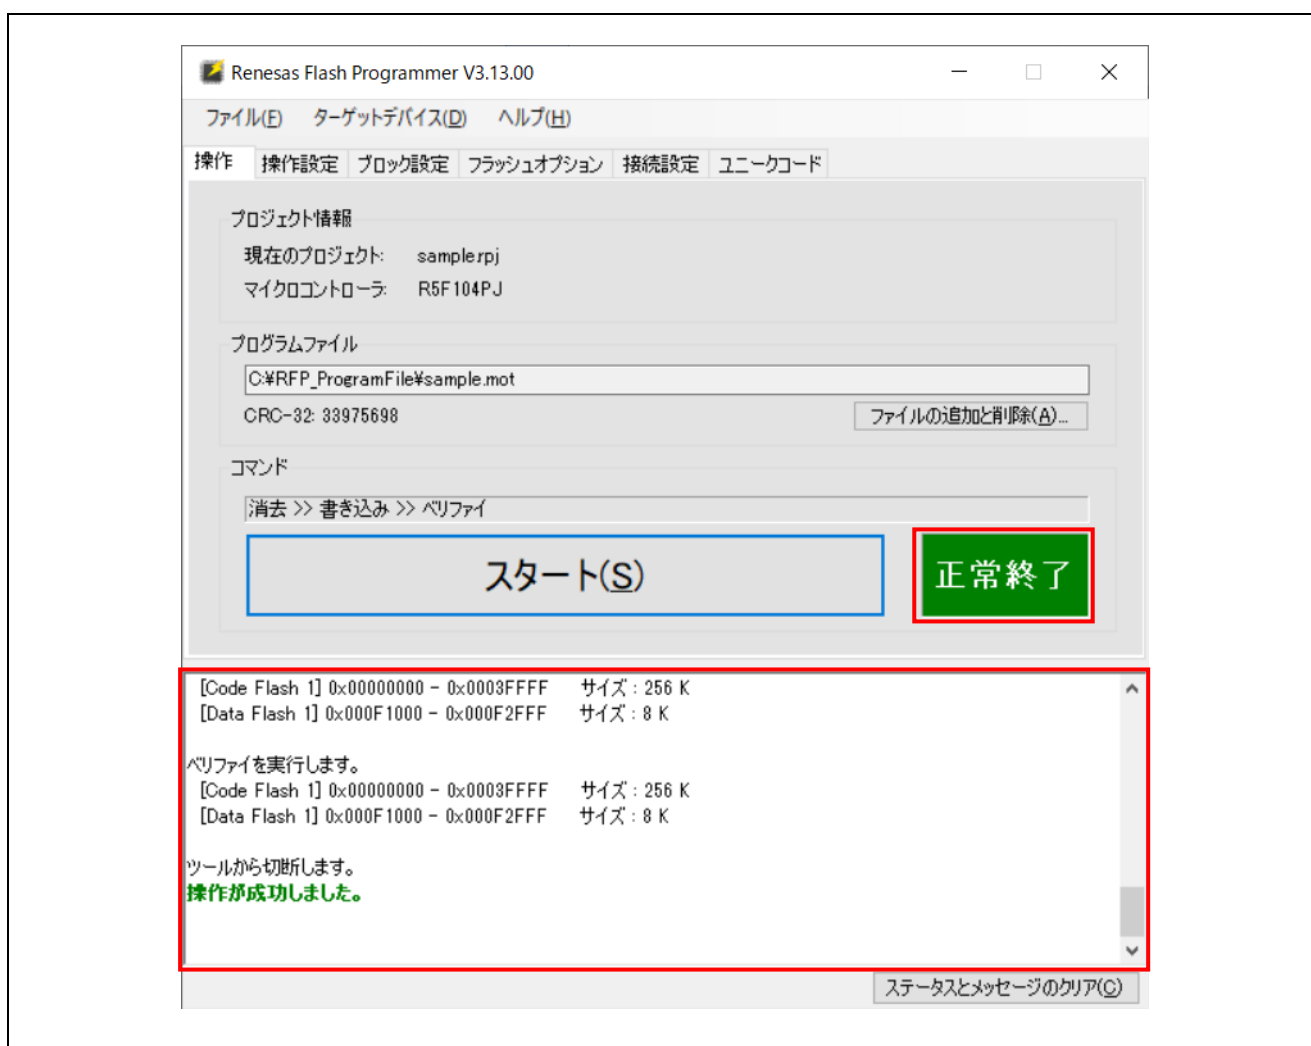 Renesas Flash Programmer V3.13.00
ファイル(F) ターゲットデバイス(D) ヘルプ(H)
操作 操作設定 ブロック設定 フラッシュオプション 接続設定 ユニークコード
プロジェクト情報
現在のプロジェクト: sample.rpj
マイクロコントローラ: R5F104PJ
プログラムファイル
C:¥RFP_ProgramFile¥sample.mot
CRC-32: 33975698
ファイルの追加と削除(A)...
コマンド
消去 >> 書き込み >> ベリファイ
スタート(S)
正常終了
[Code Flash 1] 0x00000000 - 0x0003FFFF サイズ : 256 K
[Data Flash 1] 0x000F1000 - 0x000F2FFF サイズ : 8 K
ベリファイを実行します。
[Code Flash 1] 0x00000000 - 0x0003FFFF サイズ : 256 K
[Data Flash 1] 0x000F1000 - 0x000F2FFF サイズ : 8 K
ツールから切断します。
操作が成功しました。
ステータスとメッセージのクリア(C)